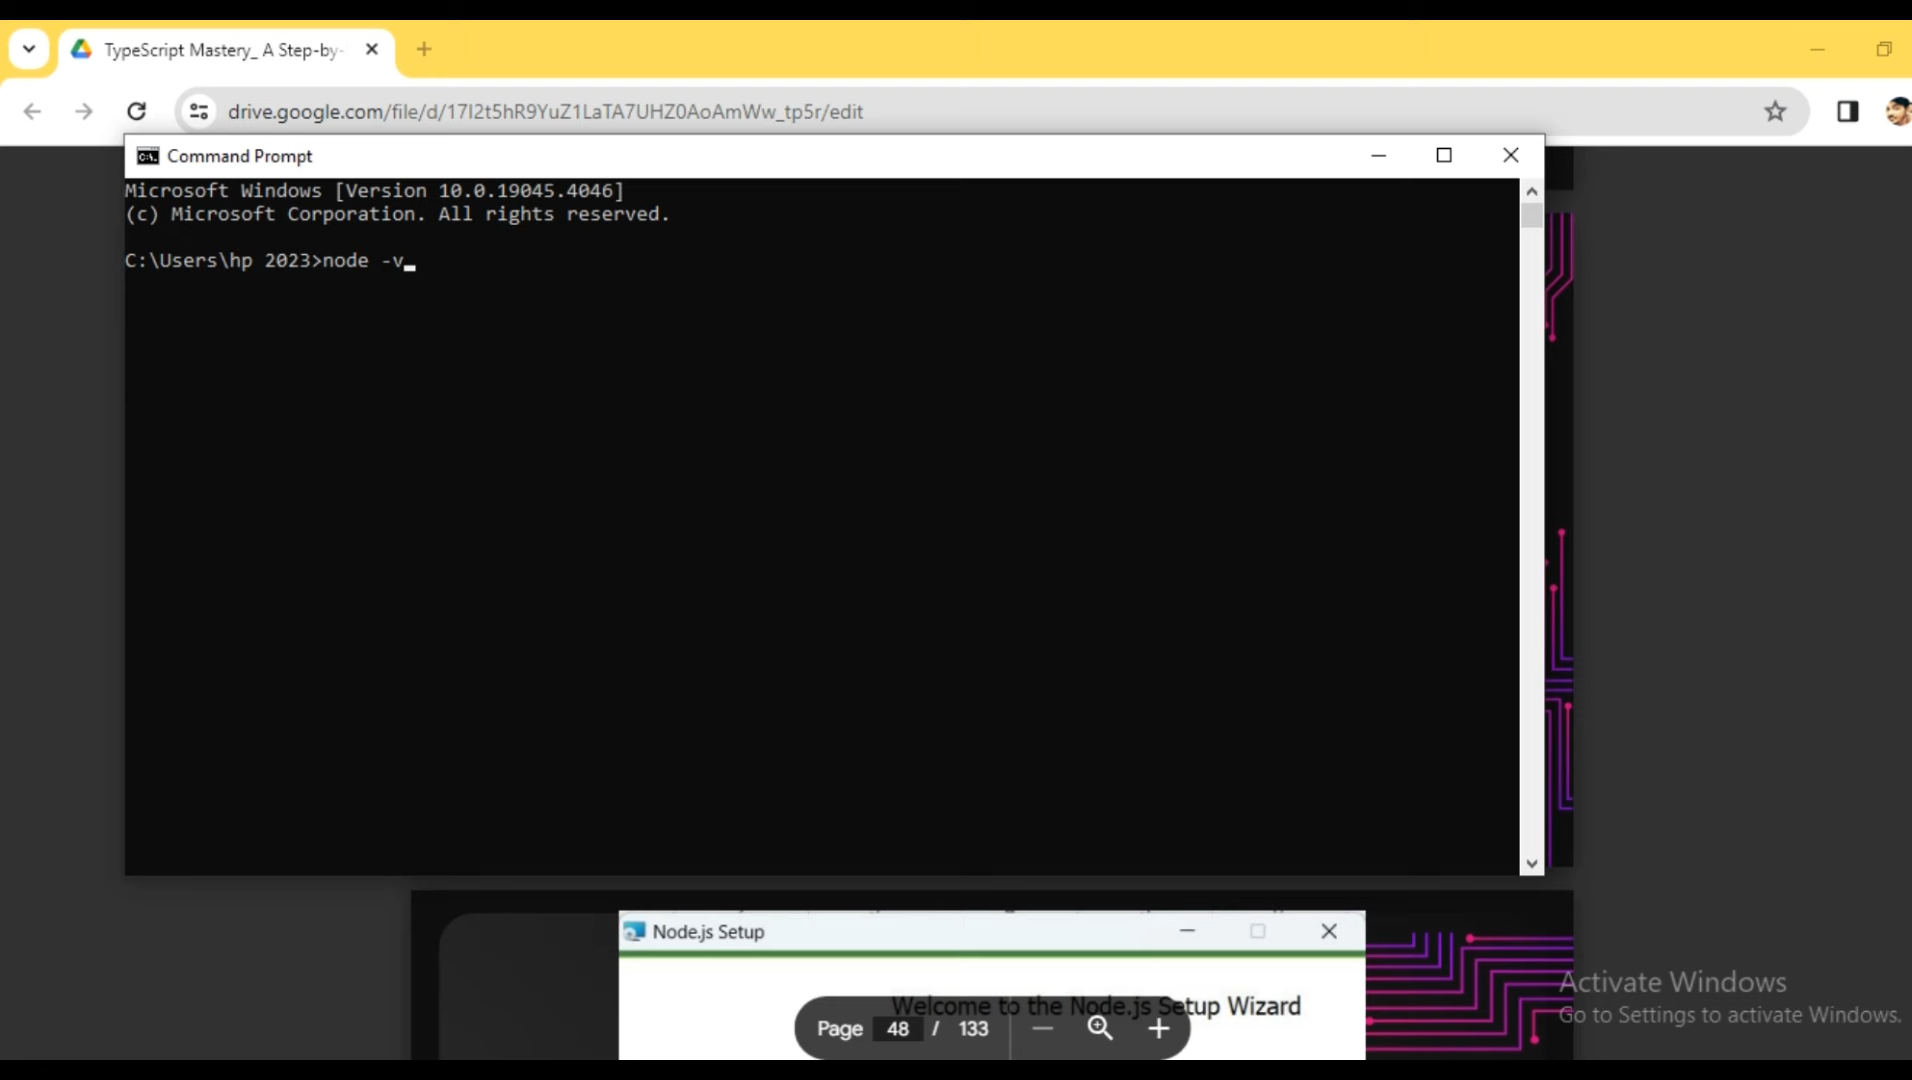 TypeScript Mastery_ A Step-by-
drive.google.com/file/d/17I2t5hR9YuZ1LaTA7UHZ0AoAmWw_tp5r/edit
Command Prompt
Microsoft Windows [Version 10.0.19045.4046]
(c) Microsoft Corporation. All rights reserved.
C:\Users\hp 2023>node -v
Node.js Setup
Welcome to the Node.js Setup Wizard
Page 48 / 133
Activate Windows
Go to Settings to activate Windows.